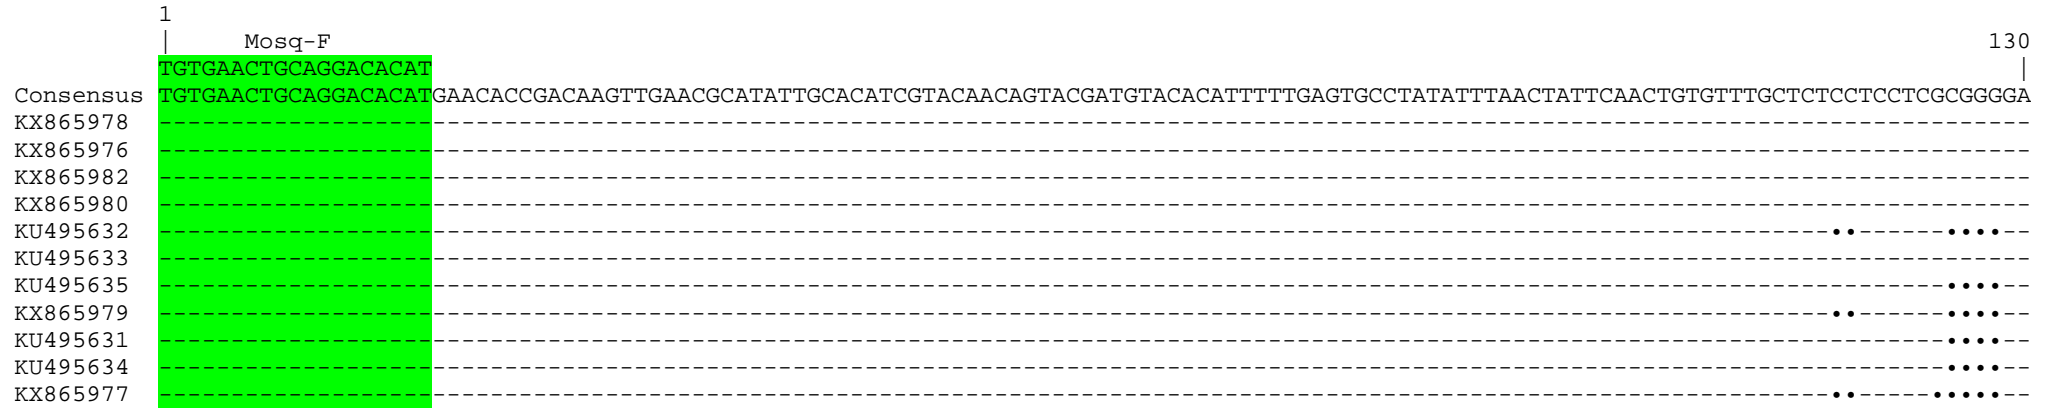 1
| Mosq-F 130
TGTGAACTGCAGGACACAT |
Consensus TGTGAACTGCAGGACACATGAACACCGACAAGTTGAACGCATATTGCACATCGTACAACAGTACGATGTACACATTTTTGAGTGCCTATATTTAACTATTCAACTGTGTTTGCTCTCCTCCTCGCGGGGA
KX865978 ----------------------------------------------------------------------------------------------------------------------------------
KX865976 ----------------------------------------------------------------------------------------------------------------------------------
KX865982 ----------------------------------------------------------------------------------------------------------------------------------
KX865980 ----------------------------------------------------------------------------------------------------------------------------------
KU495632 --------------------------------------------------------------------------------------------------------------------••------••••--
KU495633 ----------------------------------------------------------------------------------------------------------------------------------
KU495635 ----------------------------------------------------------------------------------------------------------------------------••••--
KX865979 --------------------------------------------------------------------------------------------------------------------••------••••--
KU495631 ----------------------------------------------------------------------------------------------------------------------------••••--
KU495634 ----------------------------------------------------------------------------------------------------------------------------••••--
KX865977 --------------------------------------------------------------------------------------------------------------------••-----•••••--